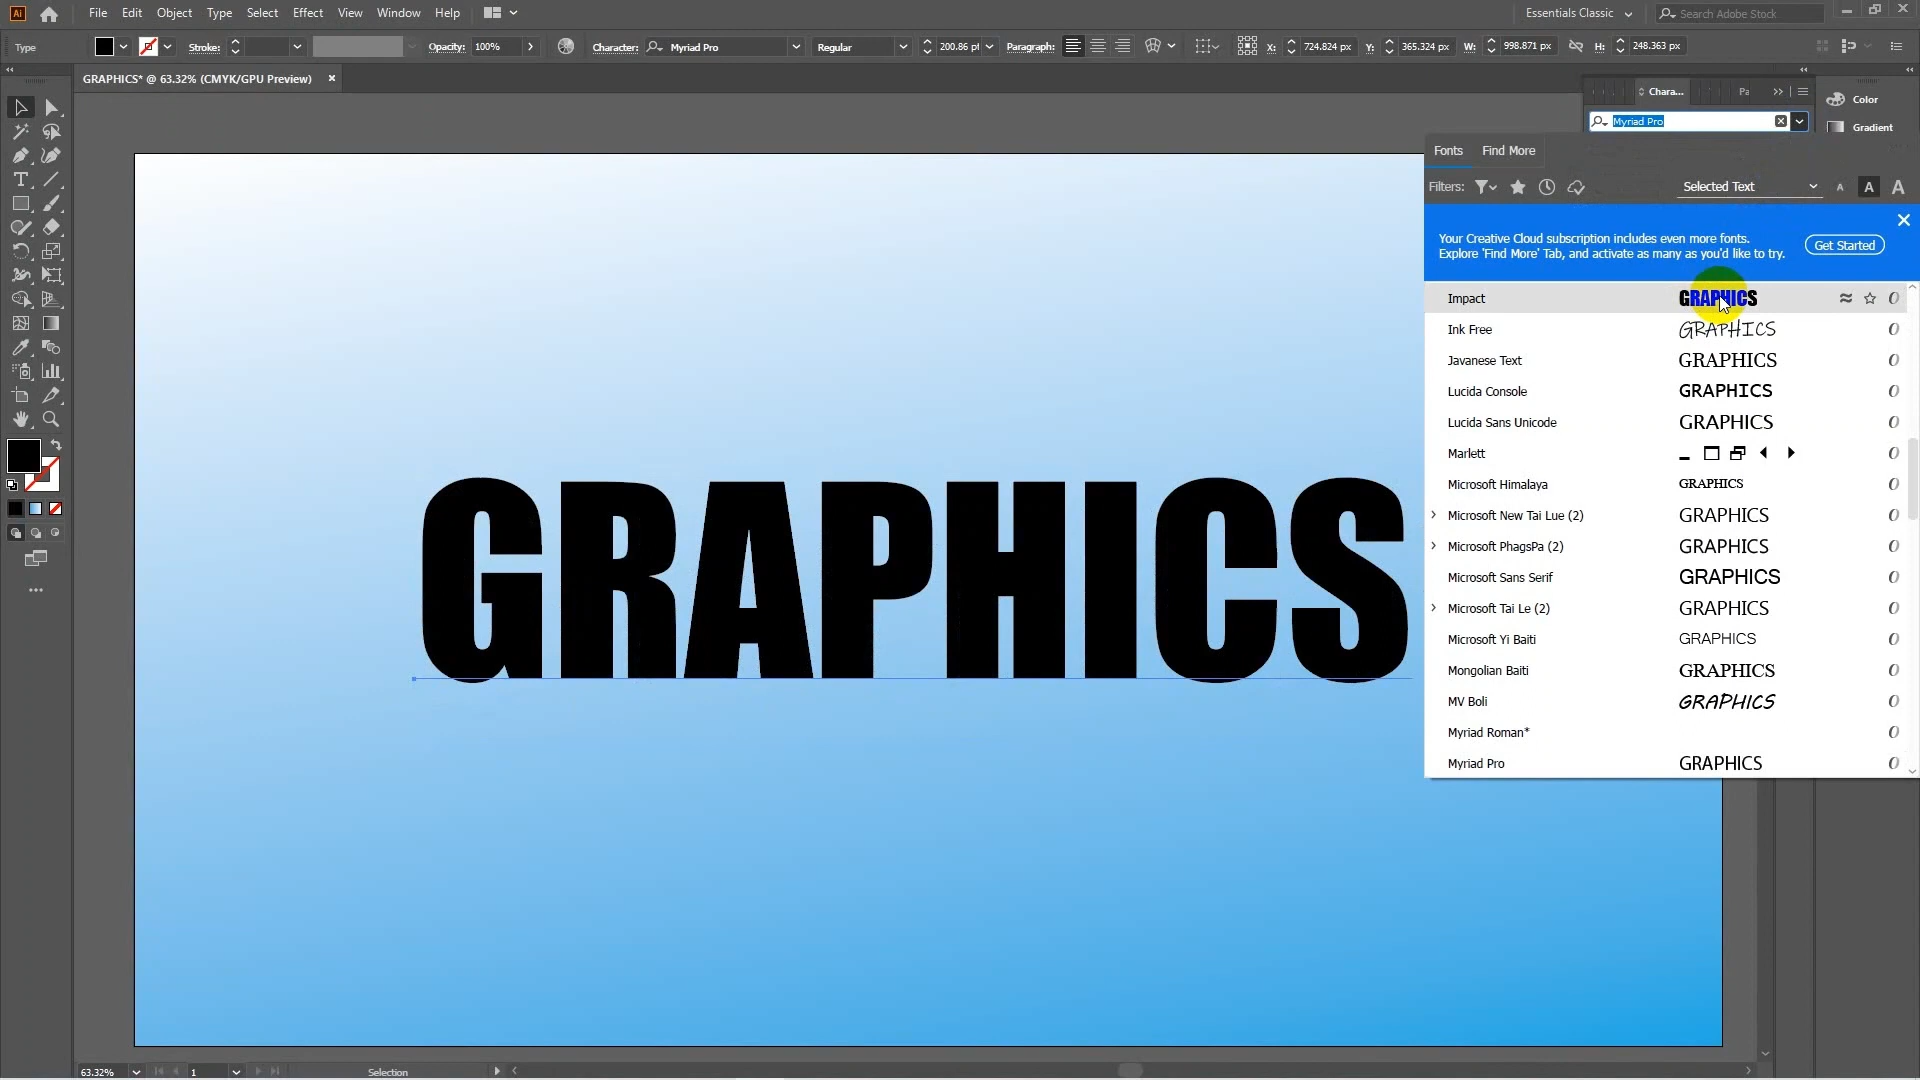 Ai File Edit Object Type Select Effect View Window Help Essentials Classic Search Adobe Stock
Type Stroke: Opacity: 100% Character: Myriad Pro Regular 200.86 pt Paragraph: X: 724.824 px Y: 365.324 px W: 998.871 px H: 248.363 px
GRAPHICS* @ 63.32% (CMYK/GPU Preview) ×
Chara... Pa
Color
Myriad Pro
Gradient
Fonts Find More
Filters: Selected Text A A A
Your Creative Cloud subscription includes even more fonts.
Explore 'Find More' Tab, and activate as many as you'd like to try.
Get Started
Impact GRAPHICS
Ink Free GRAPHICS
Javanese Text GRAPHICS
Lucida Console GRAPHICS
Lucida Sans Unicode GRAPHICS
Marlett
Microsoft Himalaya GRAPHICS
Microsoft New Tai Lue (2) GRAPHICS
Microsoft PhagsPa (2) GRAPHICS
Microsoft Sans Serif GRAPHICS
Microsoft Tai Le (2) GRAPHICS
Microsoft Yi Baiti GRAPHICS
Mongolian Baiti GRAPHICS
MV Boli GRAPHICS
Myriad Roman*
Myriad Pro GRAPHICS
GRAPHICS
63.32% 1 Selection